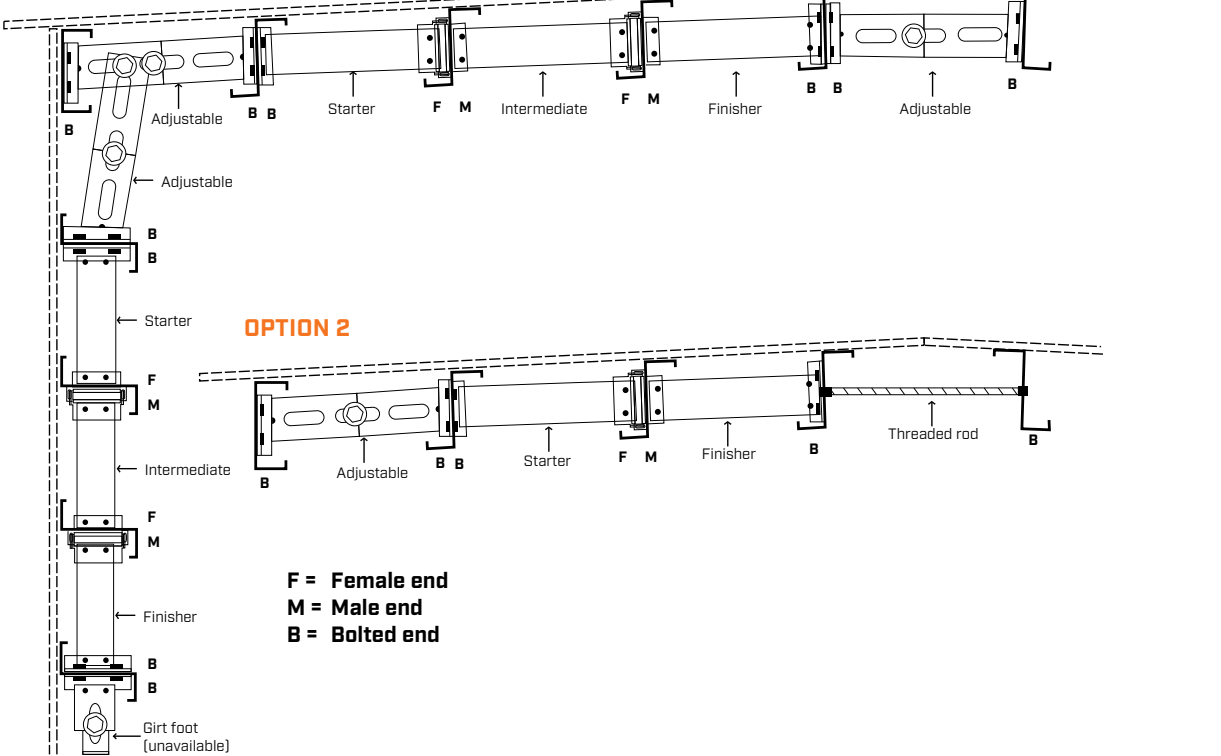 B
Adjustable
B B
Starter
F M
Intermediate
F M
Finisher
B B
Adjustable
B
Adjustable
B
B
Starter
OPTION 2
F
M
Intermediate
F
M
Finisher
B
B
Girt foot
(unavailable)
B
Adjustable
B B
Starter
F M
Finisher
B
Threaded rod
B
F = Female end
M = Male end
B = Bolted end